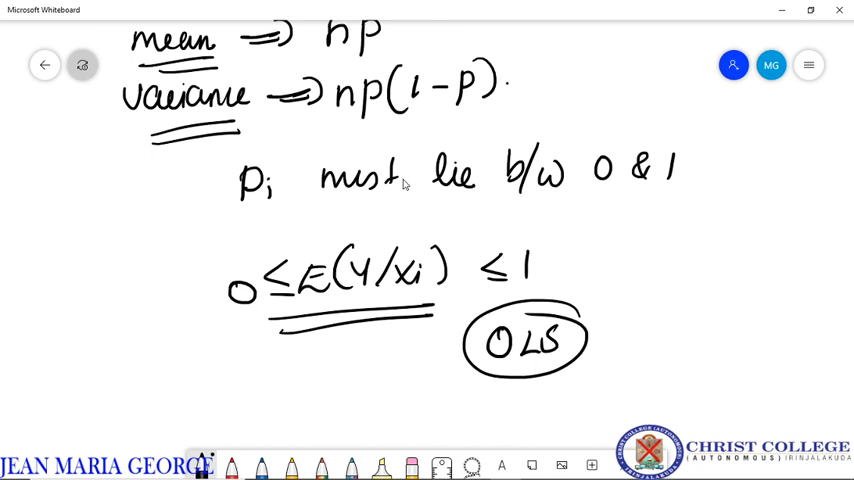 Microsoft Whiteboard
mean => np
variance => np(1-p).
MG
Pi must lie b/w 0 & 1
0 ≤ E(Y/Xi) ≤ 1
OLS
JEAN MARIA GEORGE
CHRIST COLLEGE
(AUTONOMOUS) IRINJALAKUDA